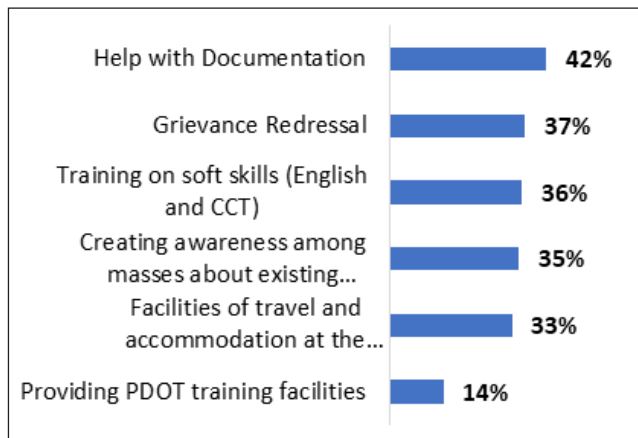 Help with Documentation 42%
Grievance Redressal 37%
Training on soft skills (English
and CCT) 36%
Creating awareness among
masses about existing... 35%
Facilities of travel and
accommodation at the... 33%
Providing PDOT training facilities 14%